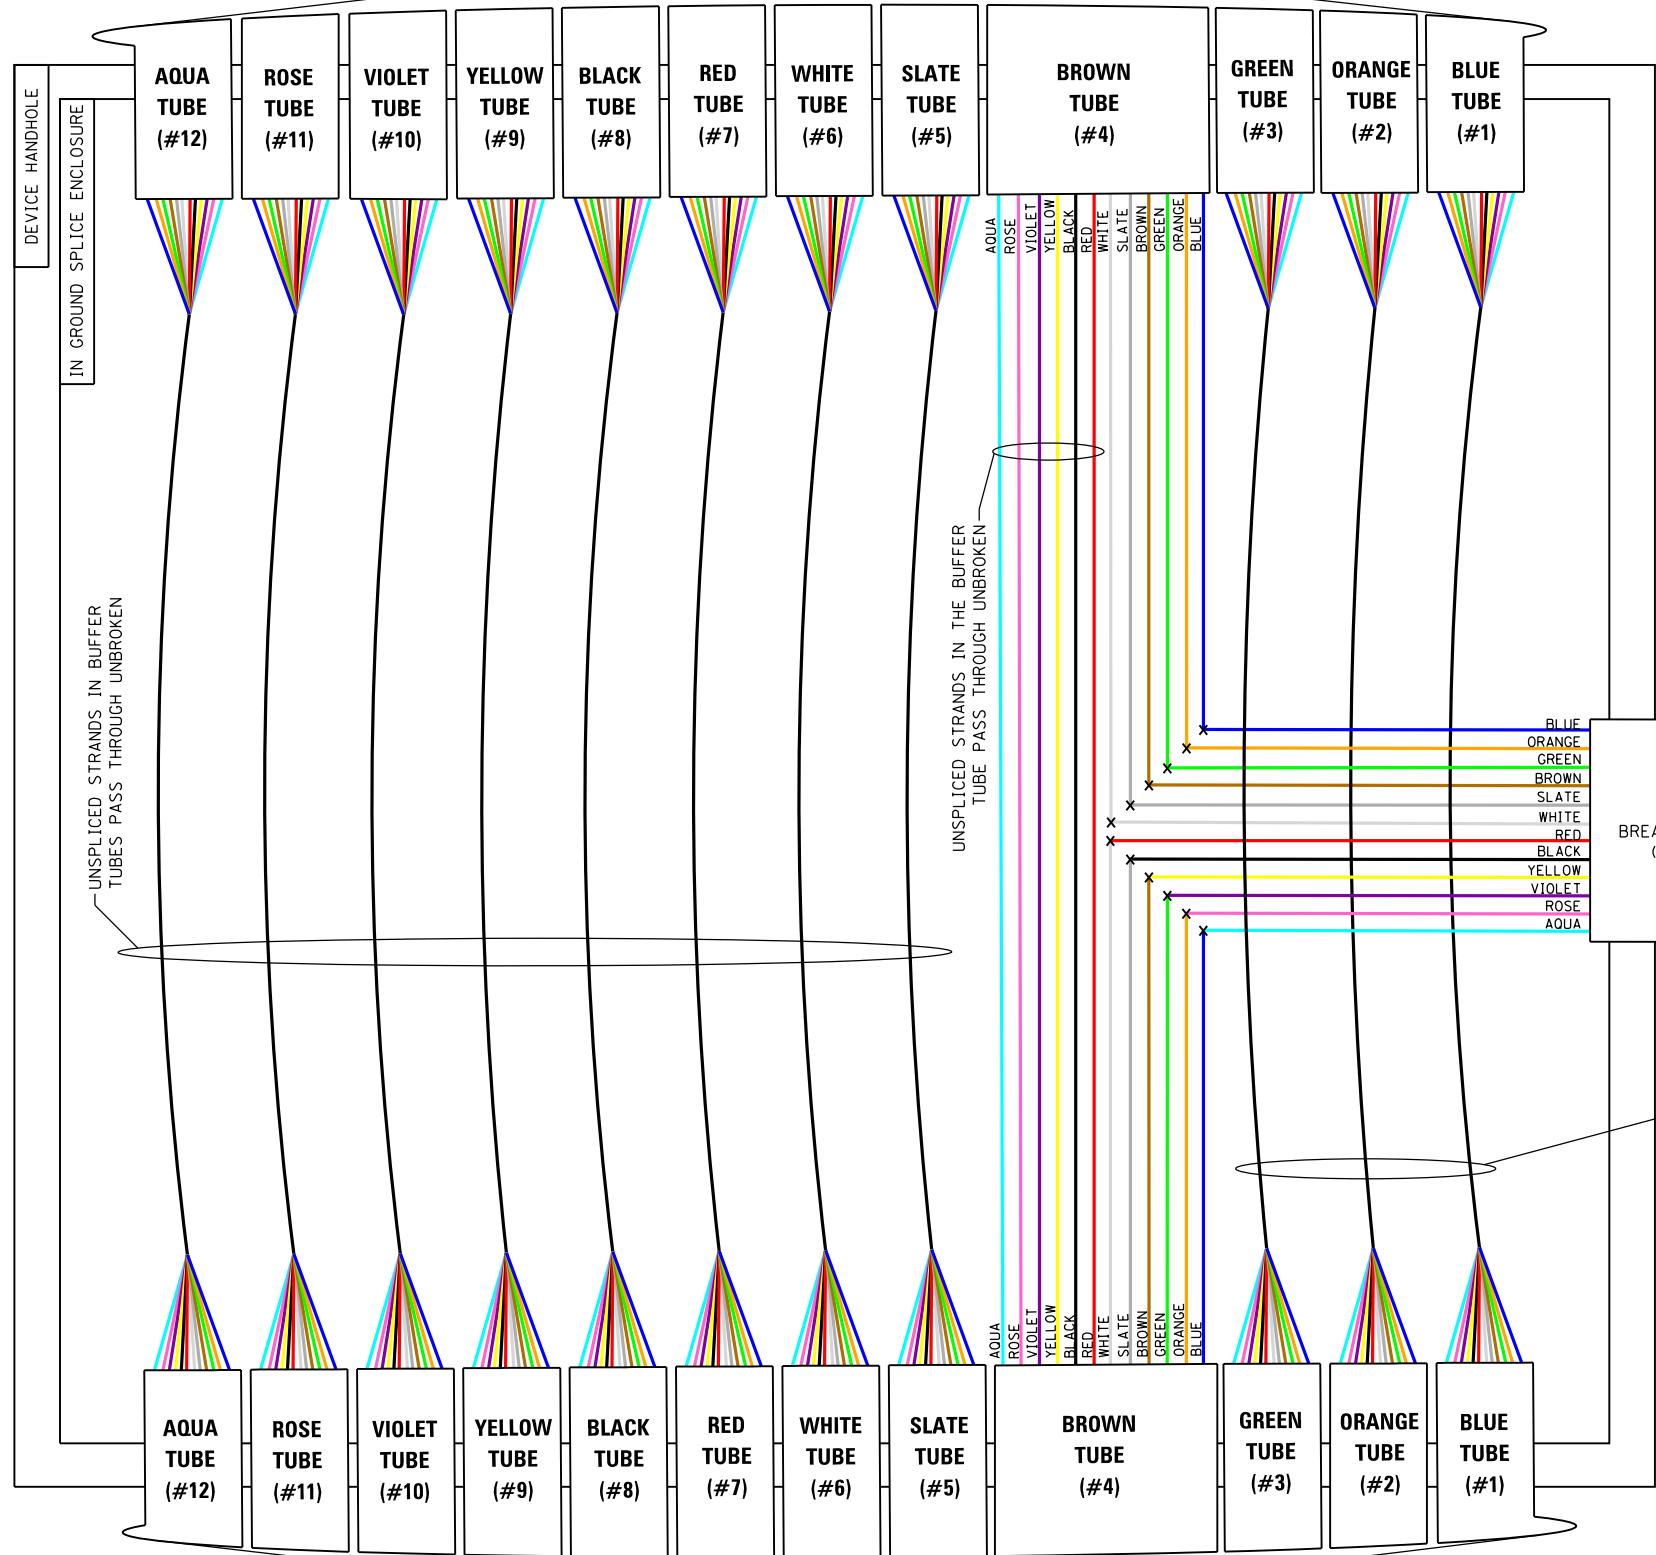 AQUA
TUBE
(#12)
ROSE
TUBE
(#11)
VIOLET
TUBE
(#10)
YELLOW
TUBE
(#9)
BLACK
TUBE
(#8)
RED
TUBE
(#7)
WHITE
TUBE
(#6)
SLATE
TUBE
(#5)
BROWN
TUBE
(#4)
GREEN
TUBE
(#3)
ORANGE
TUBE
(#2)
BLUE
TUBE
(#1)
DEVICE HANDHOLE
IN GROUND SPLICE ENCLOSURE
AQUA
ROSE
VIOLET
YELLOW
BLACK
RED
WHITE
SLATE
BROWN
GREEN
ORANGE
BLUE
UNSPLICED STRANDS IN BUFFER
TUBES PASS THROUGH UNBROKEN
UNSPLICED STRANDS IN THE BUFFER
TUBE PASS THROUGH UNBROKEN
BLUE
ORANGE
GREEN
BROWN
SLATE
WHITE
RED
BLACK
YELLOW
VIOLET
ROSE
AQUA
BREA
(
AQUA
ROSE
VIOLET
YELLOW
BLACK
RED
WHITE
SLATE
BROWN
GREEN
ORANGE
BLUE
AQUA
TUBE
(#12)
ROSE
TUBE
(#11)
VIOLET
TUBE
(#10)
YELLOW
TUBE
(#9)
BLACK
TUBE
(#8)
RED
TUBE
(#7)
WHITE
TUBE
(#6)
SLATE
TUBE
(#5)
BROWN
TUBE
(#4)
GREEN
TUBE
(#3)
ORANGE
TUBE
(#2)
BLUE
TUBE
(#1)